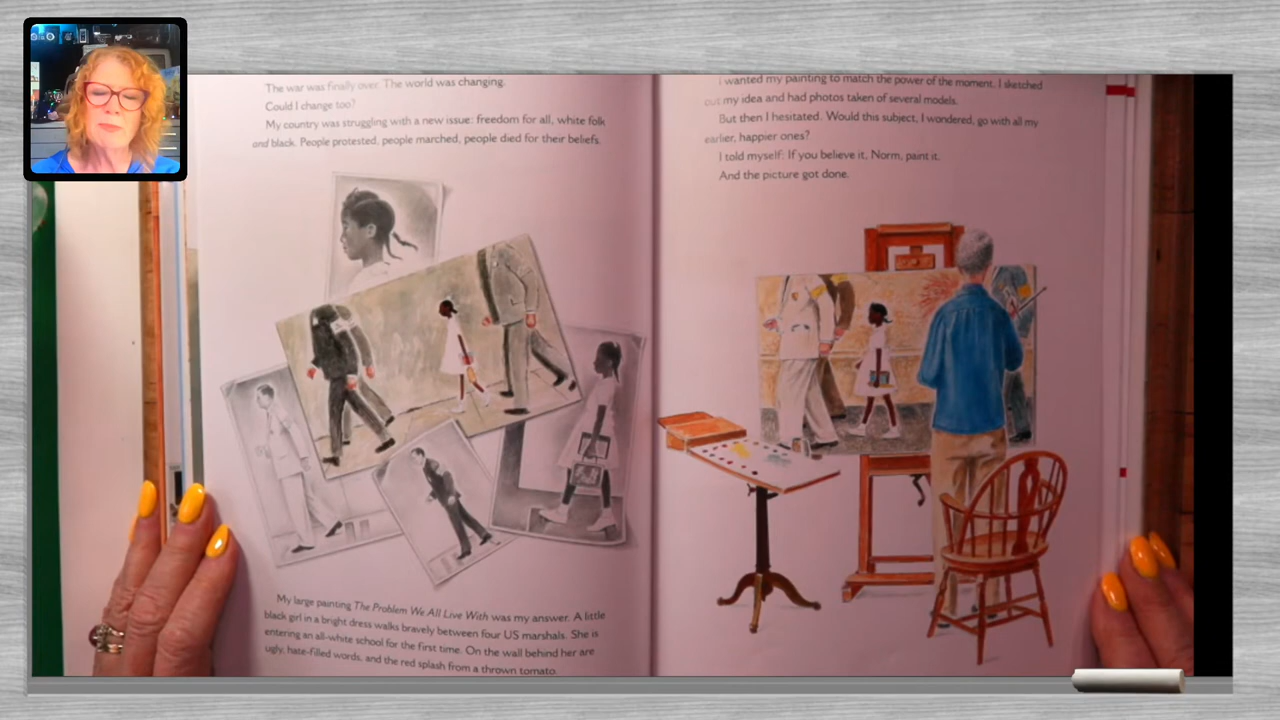 The war was finally over. The world was changing.
Could I change too?
My country was struggling with a new issue: freedom for all, white folk
and black. People protested, people marched, people died for their beliefs.
My large painting The Problem We All Live With was my answer. A little
black girl in a bright dress walks bravely between four US marshals. She is
entering an all-white school for the first time. On the wall behind her are
ugly, hate-filled words, and the red splash from a thrown tomato.
I wanted my painting to match the power of the moment. I sketched
out my idea and had photos taken of several models.
But then I hesitated. Would this subject, I wondered, go with all my
earlier, happier ones?
I told myself: If you believe it, Norm, paint it.
And the picture got done.